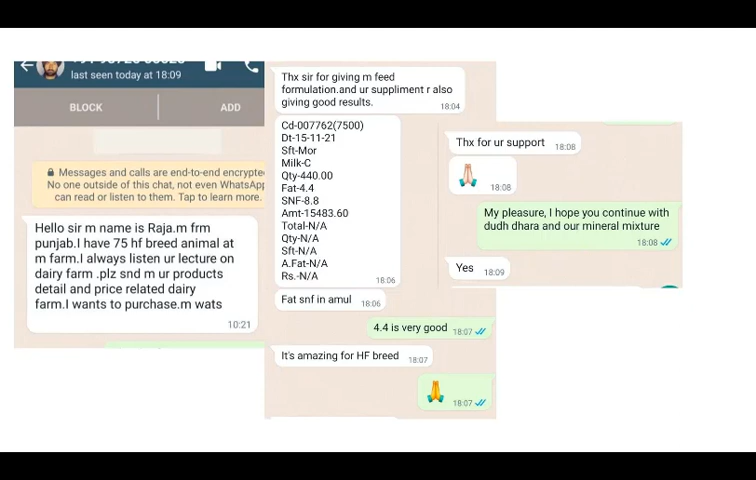 last seen today at 18:09
BLOCK
ADD
Messages and calls are end-to-end encrypte
No one outside of this chat, not even WhatsApp
can read or listen to them. Tap to learn more.
Hello sir m name is Raja.m frm
punjab.I have 75 hf breed animal at
m farm.I always listen ur lecture on
dairy farm .plz snd m ur products
detail and price related dairy
farm.I wants to purchase.m wats
10:21
Thx sir for giving m feed
formulation.and ur suppliment r also
giving good results.
18:04
Cd-007762(7500)
Dt-15-11-21
Sft-Mor
Milk-C
Qty-440.00
Fat-4.4
SNF-8.8
Amt-15483.60
Total-N/A
Qty-N/A
Sft-N/A
A.Fat-N/A
Rs.-N/A
18:06
Fat snf in amul 18:06
4.4 is very good 18:07
It's amazing for HF breed 18:07
18:07
Thx for ur support 18:08
18:08
My pleasure, I hope you continue with
dudh dhara and our mineral mixture
18:08
Yes 18:09